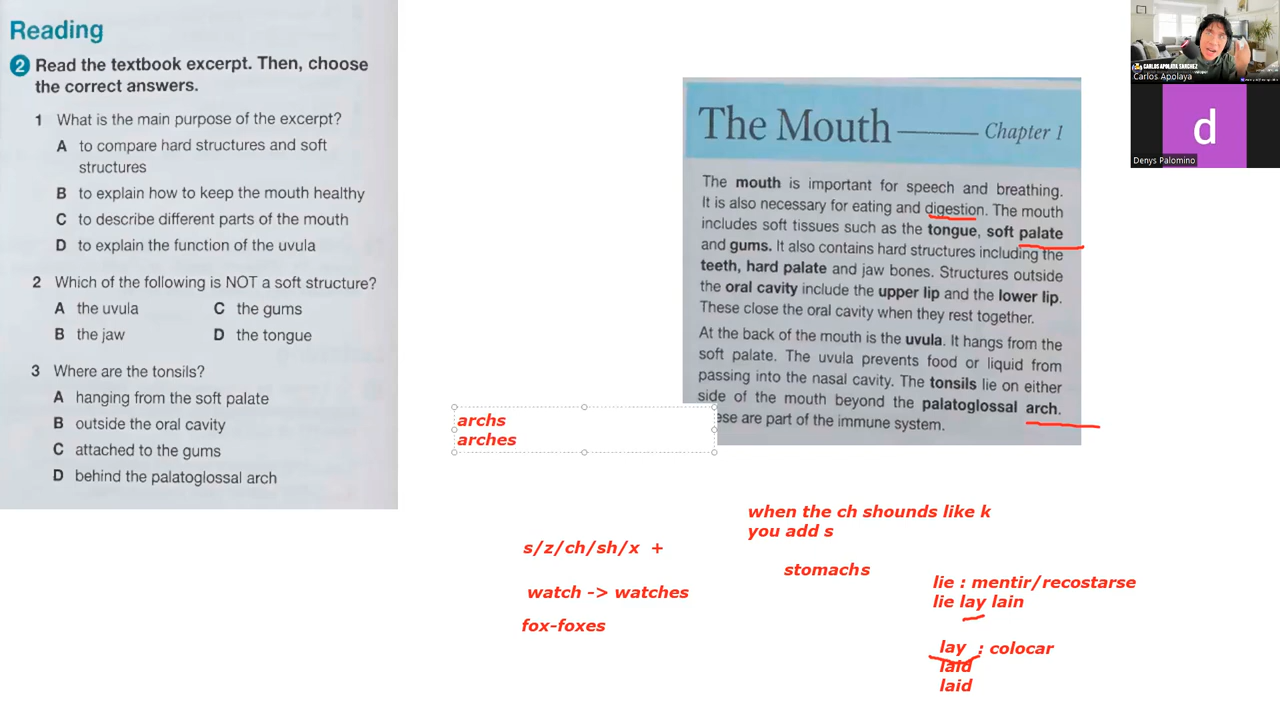 Reading
2 Read the textbook excerpt. Then, choose
the correct answers.
1 What is the main purpose of the excerpt?
A to compare hard structures and soft
structures
B to explain how to keep the mouth healthy
C to describe different parts of the mouth
D to explain the function of the uvula
2 Which of the following is NOT a soft structure?
A the uvula C the gums
B the jaw D the tongue
3 Where are the tonsils?
A hanging from the soft palate
B outside the oral cavity
C attached to the gums
D behind the palatoglossal arch
The Mouth Chapter 1
The mouth is important for speech and breathing.
It is also necessary for eating and digestion. The mouth
includes soft tissues such as the tongue, soft palate
and gums. It also contains hard structures including the
teeth, hard palate and jaw bones. Structures outside
the oral cavity include the upper lip and the lower lip.
These close the oral cavity when they rest together.
At the back of the mouth is the uvula. It hangs from the
soft palate. The uvula prevents food or liquid from
passing into the nasal cavity. The tonsils lie on either
side of the mouth beyond the palatoglossal arch.
ese are part of the immune system.
archs
arches
s/z/ch/sh/x +
watch -> watches
fox-foxes
when the ch shounds like k
you add s
stomachs
lie : mentir/recostarse
lie lay lain
lay : colocar
laid
laid
CARLOS APOLAYA SANCHEZ
Carlos Apolaya
d
Denys Palomino